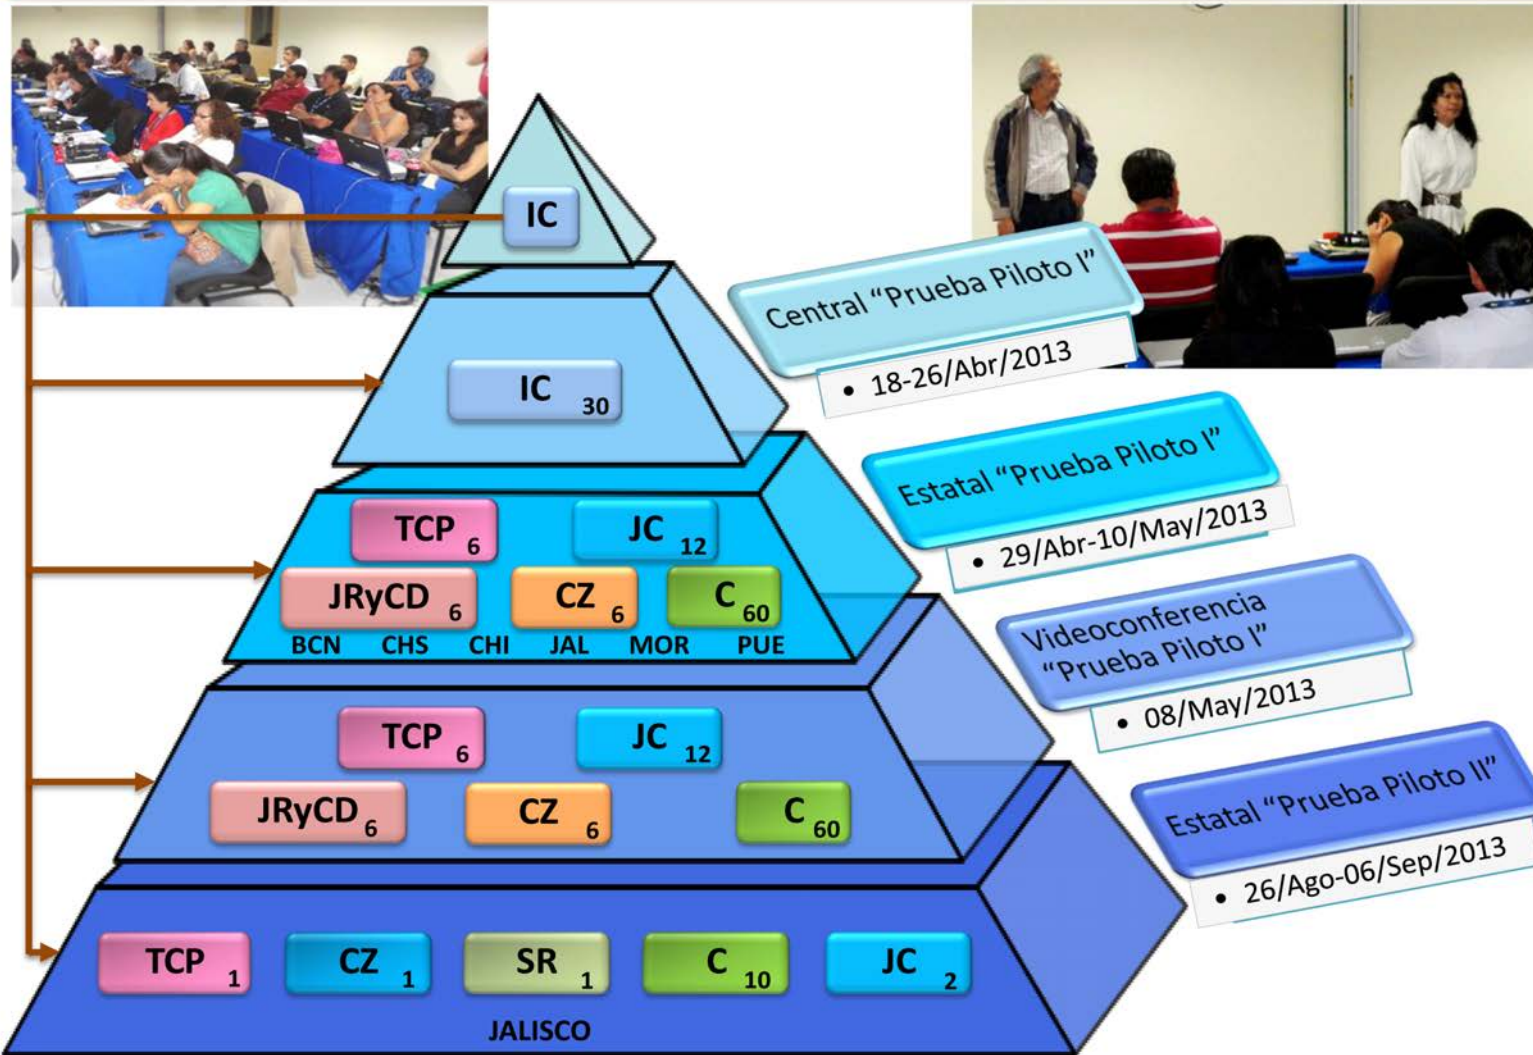 IC
Central “Prueba Piloto I”
• 18-26/Abr/2013
IC 30
Estatal “Prueba Piloto I”
• 29/Abr-10/May/2013
TCP 6 JC 12
JRyCD 6 CZ 6 C 60
BCN CHS CHI JAL MOR PUE
Videoconferencia
“Prueba Piloto I”
• 08/May/2013
TCP 6 JC 12
JRyCD 6 CZ 6 C 60
Estatal “Prueba Piloto II”
• 26/Ago-06/Sep/2013
TCP 1 CZ 1 SR 1 C 10 JC 2
JALISCO